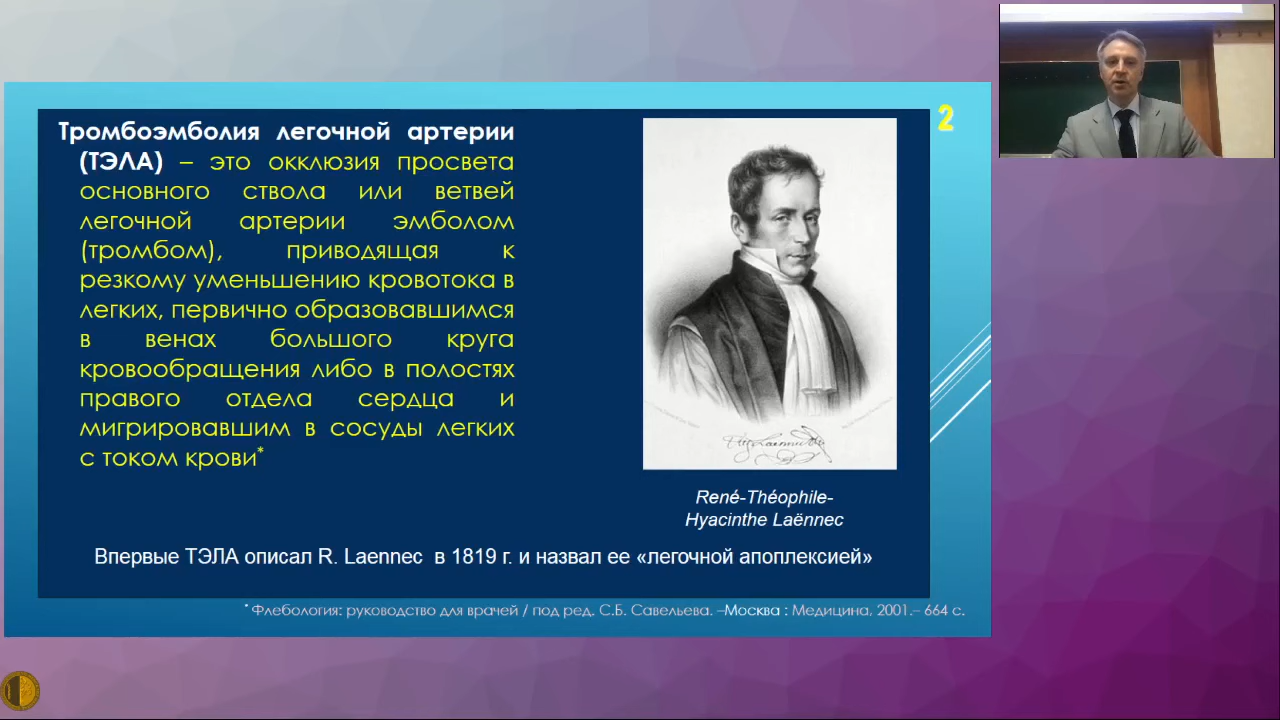 Тромбоэмболия легочной артерии
(ТЭЛА) – это окклюзия просвета
основного ствола или ветвей
легочной артерии эмболом
(тромбом), приводящая к
резкому уменьшению кровотока в
легких, первично образовавшимся
в венах большого круга
кровообращения либо в полостях
правого отдела сердца и
мигрировавшим в сосуды легких
с током крови*
2
René-Théophile-
Hyacinthe Laënnec
Впервые ТЭЛА описал R. Laennec в 1819 г. и назвал ее «легочной апоплексией»
* Флебология: руководство для врачей / под ред. С.Б. Савельева. –Москва : Медицина, 2001.– 664 с.